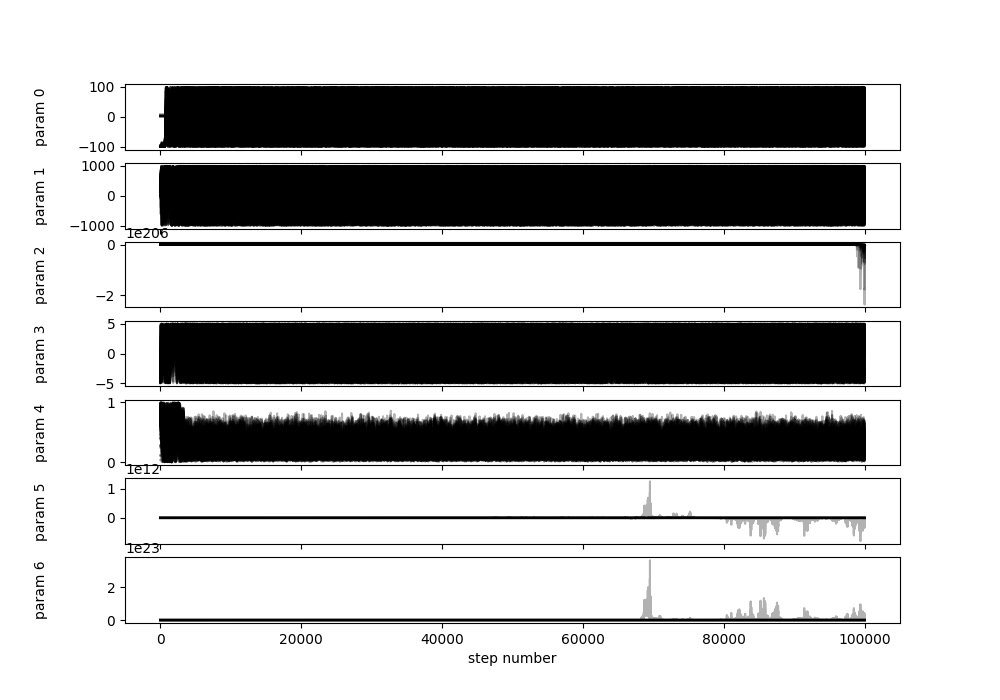 param 0
100
0
−100
param 1
1000
0
−1000
param 2
1e206
0
−2
param 3
5
0
−5
param 4
1
0
param 5
1e12
1
0
param 6
1e23
2
0
0 20000 40000 60000 80000 100000
step number